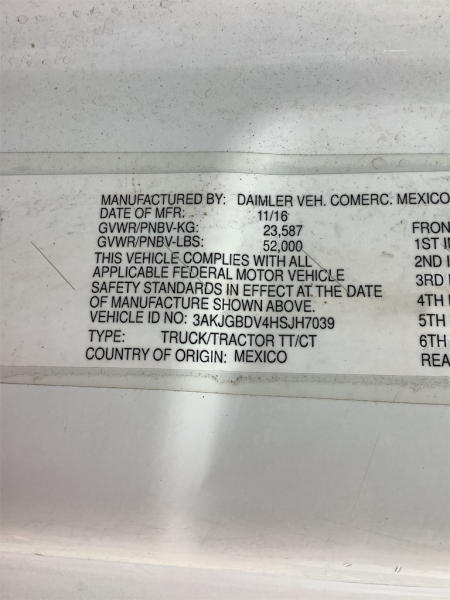 MANUFACTURED BY: DAIMLER VEH. COMERC. MEXICO
DATE OF MFR: 11/16
GVWR/PNBV-KG: 23,587
GVWR/PNBV-LBS: 52,000
THIS VEHICLE COMPLIES WITH ALL
APPLICABLE FEDERAL MOTOR VEHICLE
SAFETY STANDARDS IN EFFECT AT THE DATE
OF MANUFACTURE SHOWN ABOVE.
VEHICLE ID NO: 3AKJGBDV4HSJH7039
TYPE: TRUCK/TRACTOR TT/CT
COUNTRY OF ORIGIN: MEXICO
FRON
1ST I
2ND I
3RD
4TH
5TH
6TH
REA